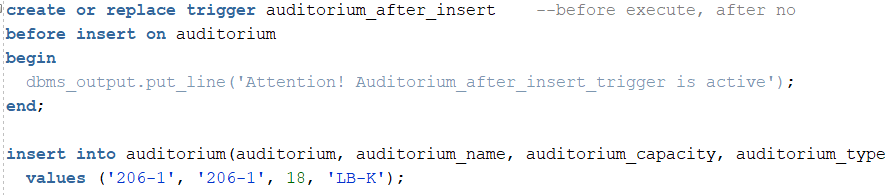 create or replace trigger auditorium_after_insert    --before execute, after no
before insert on auditorium
begin
  dbms_output.put_line('Attention! Auditorium_after_insert_trigger is active');
end;

insert into auditorium(auditorium, auditorium_name, auditorium_capacity, auditorium_type
  values ('206-1', '206-1', 18, 'LB-K');